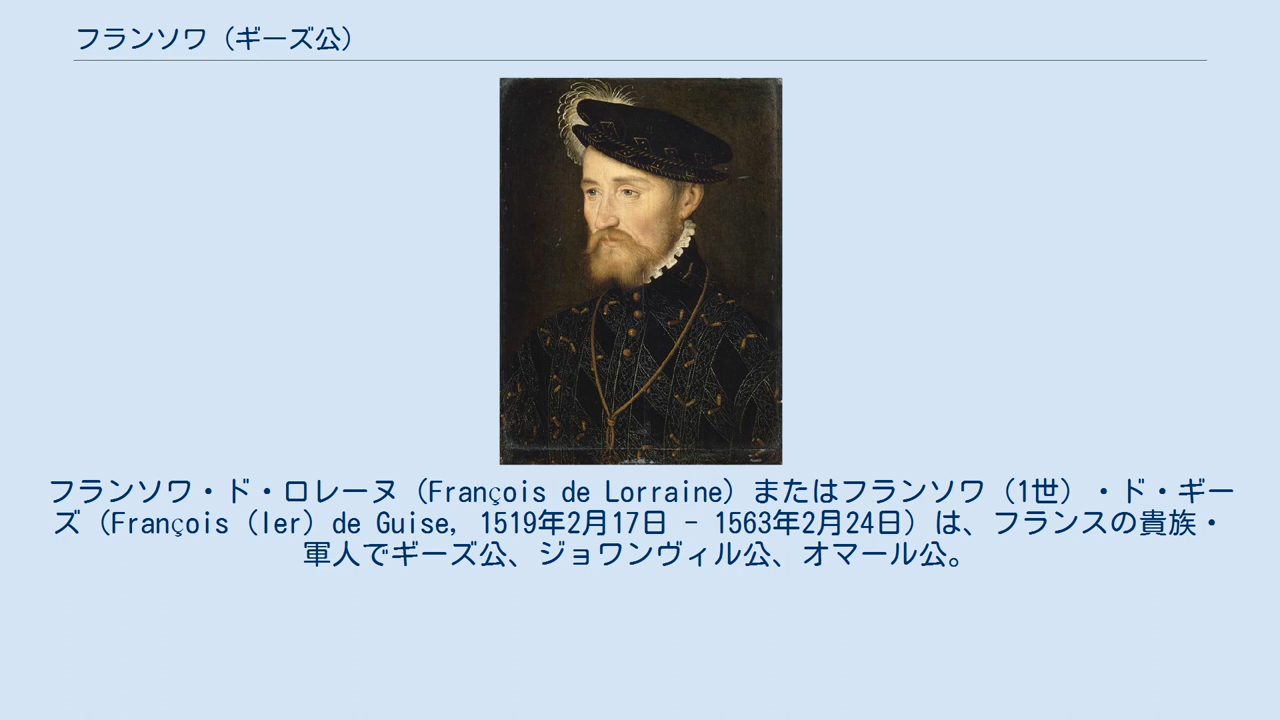 フランソワ（ギーズ公）
フランソワ・ド・ロレーヌ（François de Lorraine）またはフランソワ（1世）・ド・ギー
ズ（François（Ier）de Guise, 1519年2月17日 - 1563年2月24日）は、フランスの貴族・
軍人でギーズ公、ジョワンヴィル公、オマール公。